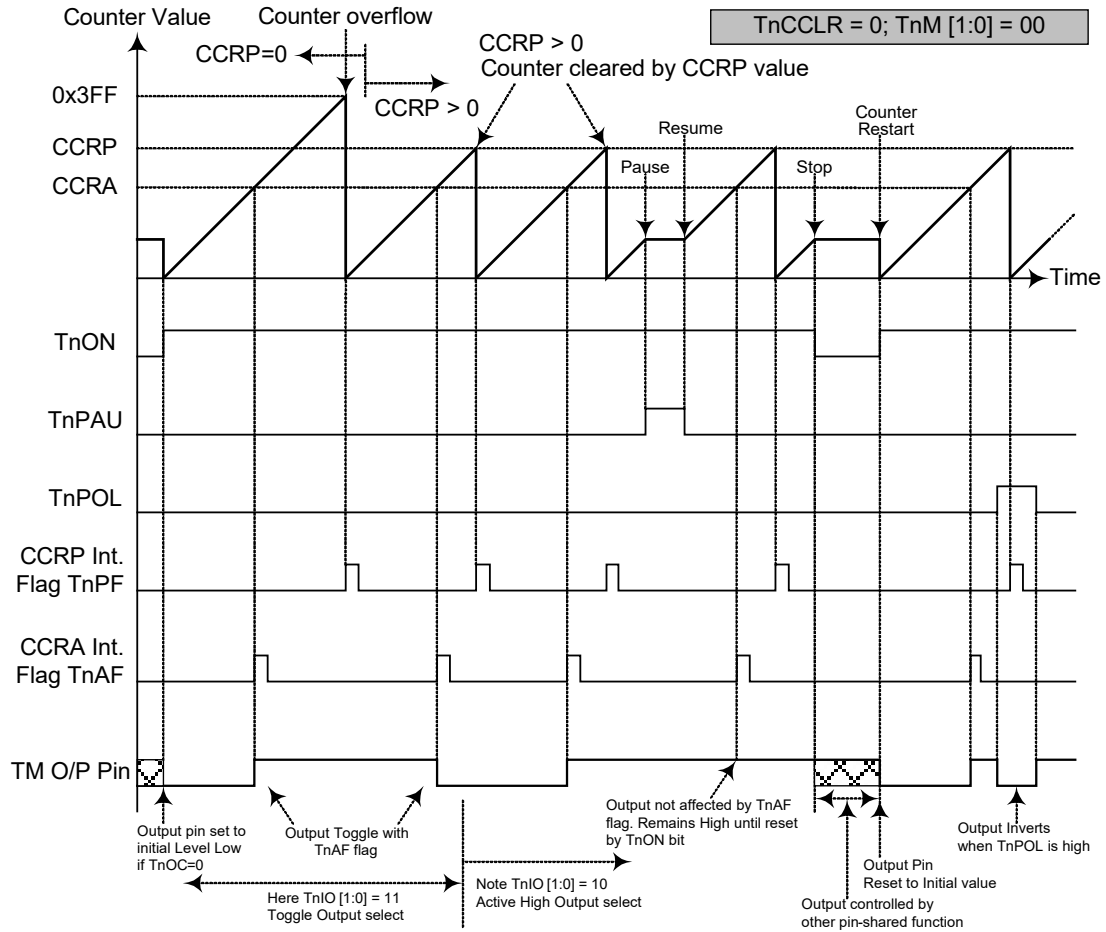 Counter Value
Counter overflow
TnCCLR = 0; TnM [1:0] = 00
CCRP=0
CCRP > 0
CCRP > 0
Counter cleared by CCRP value
0x3FF
CCRP
CCRA
Pause
Resume
Stop
Counter
Restart
Time
TnON
TnPAU
TnPOL
CCRP Int.
Flag TnPF
CCRA Int.
Flag TnAF
TM O/P Pin
Output pin set to
initial Level Low
if TnOC=0
Output Toggle with
TnAF flag
Output not affected by TnAF
flag. Remains High until reset
by TnON bit
Output Inverts
when TnPOL is high
Output Pin
Reset to Initial value
Here TnIO [1:0] = 11
Toggle Output select
Note TnIO [1:0] = 10
Active High Output select
Output controlled by
other pin-shared function